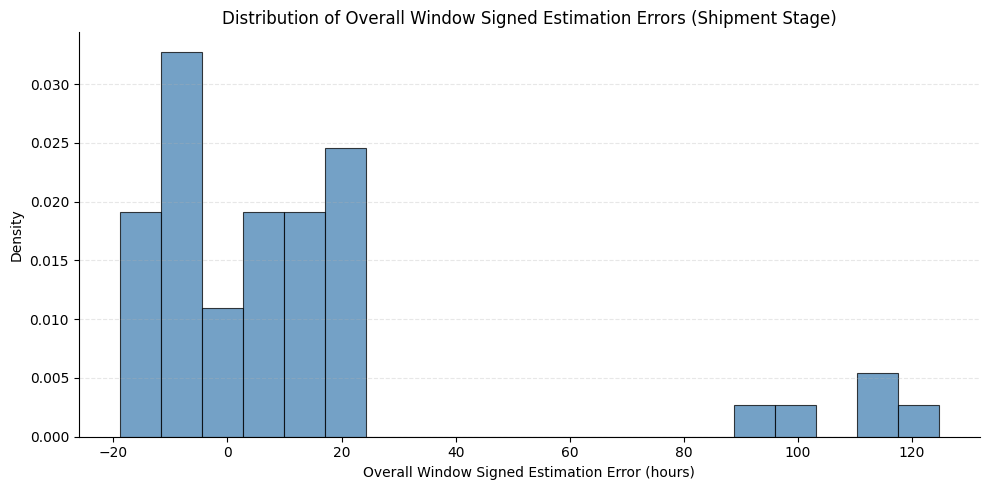 Distribution of Overall Window Signed Estimation Errors (Shipment Stage)
Density
0.030
0.025
0.020
0.015
0.010
0.005
0.000
−20 0 20 40 60 80 100 120
Overall Window Signed Estimation Error (hours)